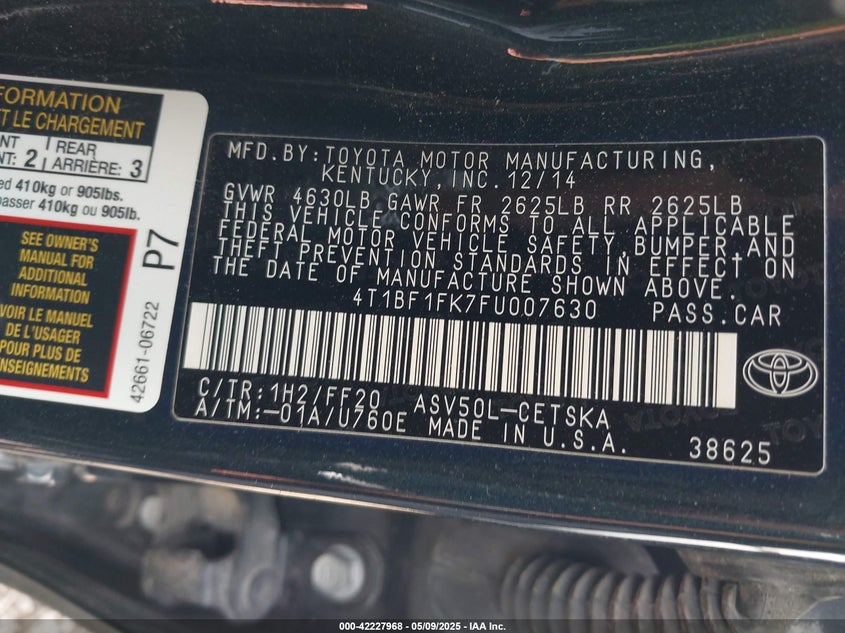 FORMATION
T LE CHARGEMENT
NT REAR
NT: 2 ARRIÈRE: 3
ed 410kg or 905lbs.
passer 410kg ou 905lb.
SEE OWNER'S
MANUAL FOR
ADDITIONAL
INFORMATION
VOIR LE MANUEL
DE L'USAGER
POUR PLUS DE
NSEIGNEMENTS
P7
42661-06722
MFD.BY:TOYOTA MOTOR MANUFACTURING,
KENTUCKY,INC.12/14
GVWR 4630LB GAWR FR 2625LB RR 2625LB
THIS VEHICLE CONFORMS TO ALL APPLICABLE
FEDERAL MOTOR VEHICLE SAFETY,BUMPER,AND
THEFT PREVENTION STANDARDS IN EFFECT ON
THE DATE OF MANUFACTURE SHOWN ABOVE.
4T1BF1FK7FU007630 PASS.CAR
C/TR:1H2/FF20 ASV50L-CETSKA
A/TM:-01A/U760E MADE IN U.S.A.
38625
000-42227968 - 05/09/2025 - IAA Inc.